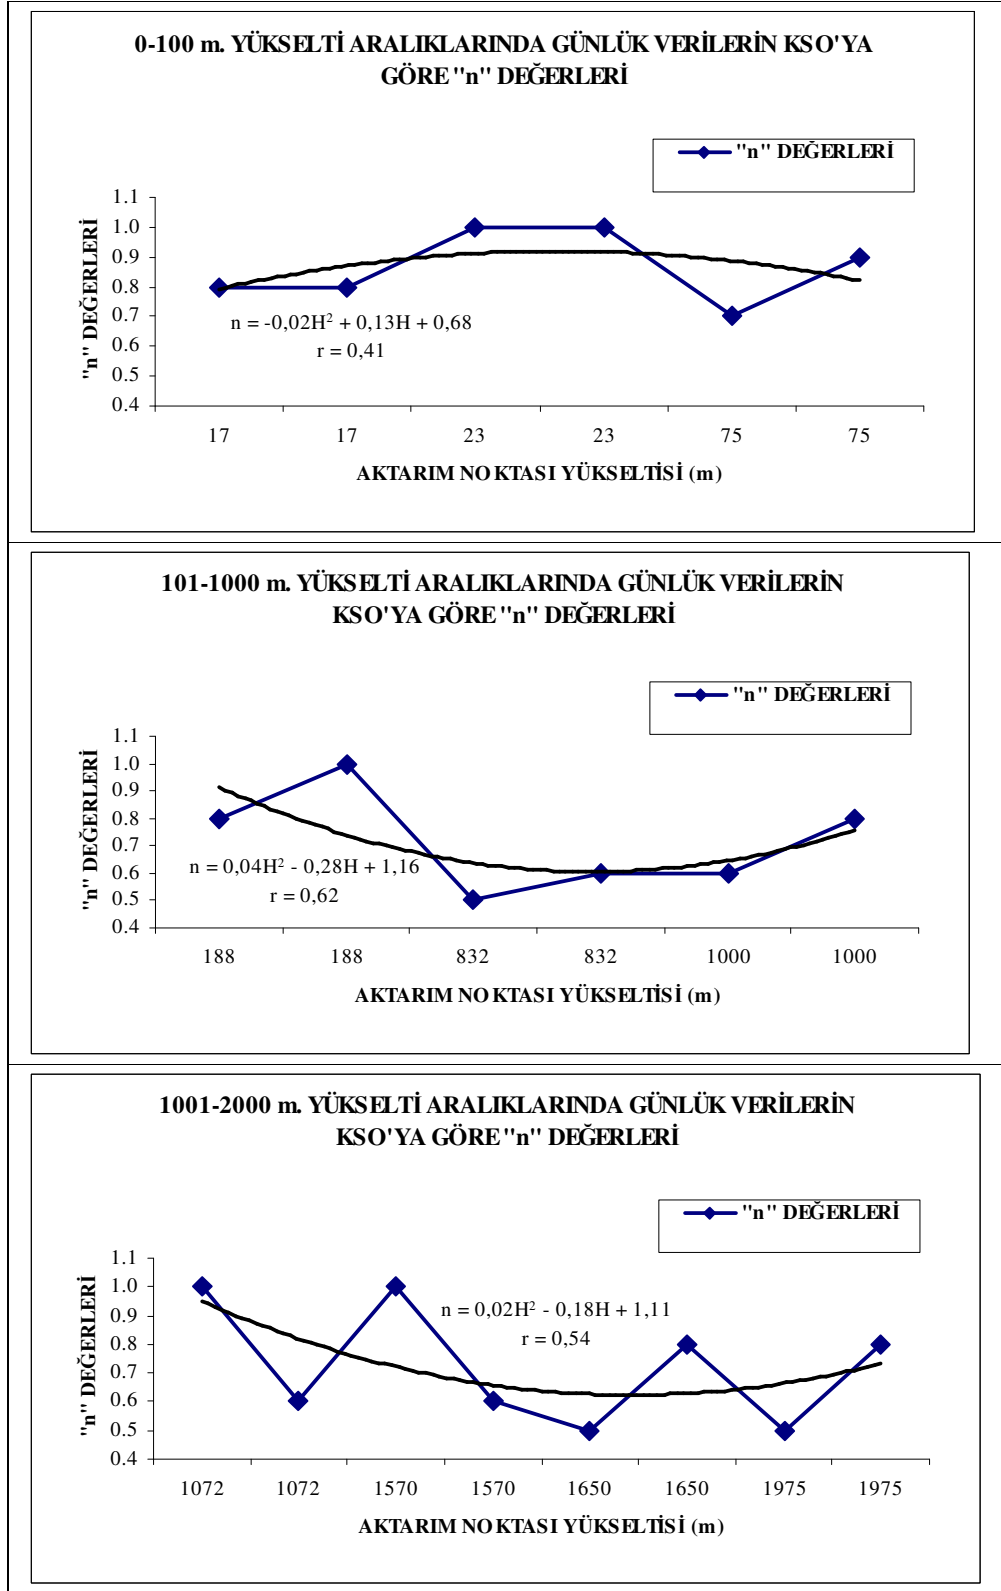 0-100 m. YÜKSELTİ ARALIKLARINDA GÜNLÜK VERİLERİN KSO'YA
GÖRE "n" DEĞERLERİ
"n" DEĞERLERİ
1.1
1.0
0.9
0.8
0.7
0.6
0.5
0.4
"n" DEĞERLERİ
n = -0,02H² + 0,13H + 0,68
r = 0,41
17 17 23 23 75 75
AKTARIM NOKTASI YÜKSELTİSİ (m)
101-1000 m. YÜKSELTİ ARALIKLARINDA GÜNLÜK VERİLERİN
KSO'YA GÖRE "n" DEĞERLERİ
"n" DEĞERLERİ
1.1
1.0
0.9
0.8
0.7
0.6
0.5
0.4
"n" DEĞERLERİ
n = 0,04H² - 0,28H + 1,16
r = 0,62
188 188 832 832 1000 1000
AKTARIM NOKTASI YÜKSELTİSİ (m)
1001-2000 m. YÜKSELTİ ARALIKLARINDA GÜNLÜK VERİLERİN
KSO'YA GÖRE "n" DEĞERLERİ
"n" DEĞERLERİ
1.1
1.0
0.9
0.8
0.7
0.6
0.5
0.4
"n" DEĞERLERİ
n = 0,02H² - 0,18H + 1,11
r = 0,54
1072 1072 1570 1570 1650 1650 1975 1975
AKTARIM NOKTASI YÜKSELTİSİ (m)